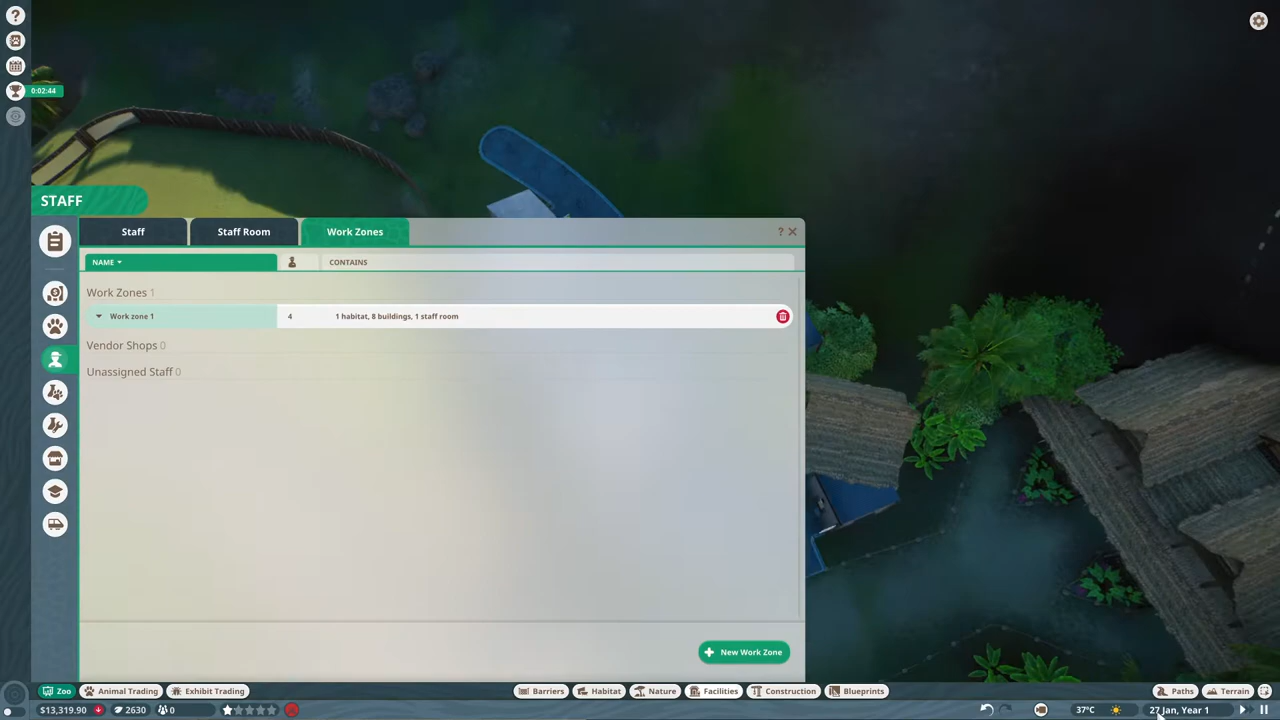 ?
0:02:44
STAFF
Staff
Staff Room
Work Zones
?
NAME
CONTAINS
Work Zones 1
Work zone 1
4
1 habitat, 8 buildings, 1 staff room
Vendor Shops 0
Unassigned Staff 0
New Work Zone
Zoo
Animal Trading
Exhibit Trading
Barriers
Habitat
Nature
Facilities
Construction
Blueprints
Paths
Terrain
$13,319.90
2630
0
37°C
27 Jan, Year 1